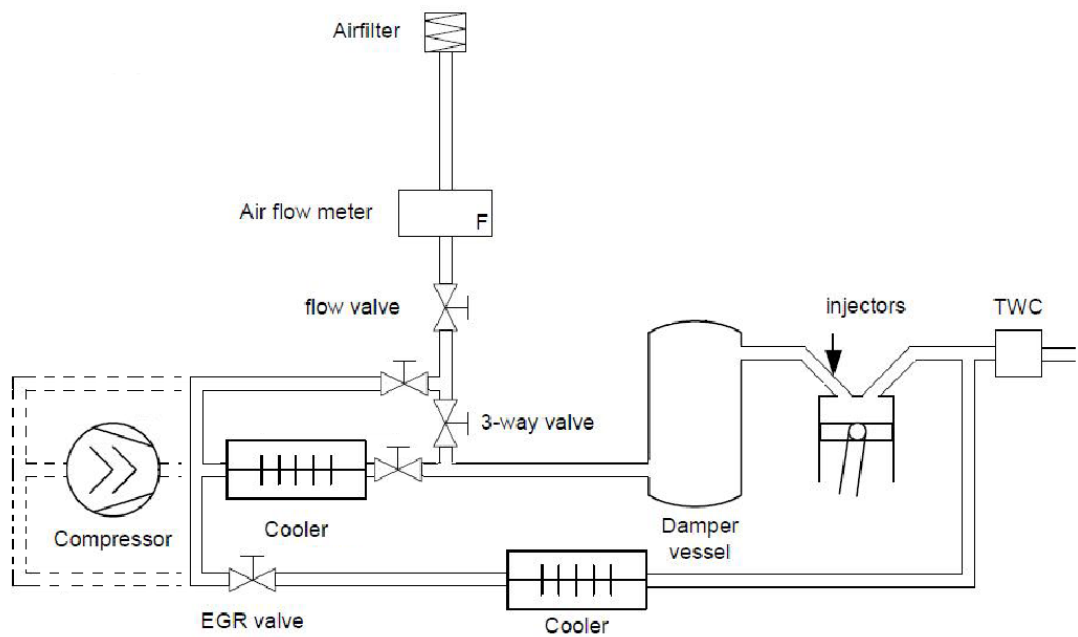 Airfilter
Air flow meter
F
flow valve
injectors
TWC
3-way valve
Compressor
Cooler
Damper
vessel
EGR valve
Cooler